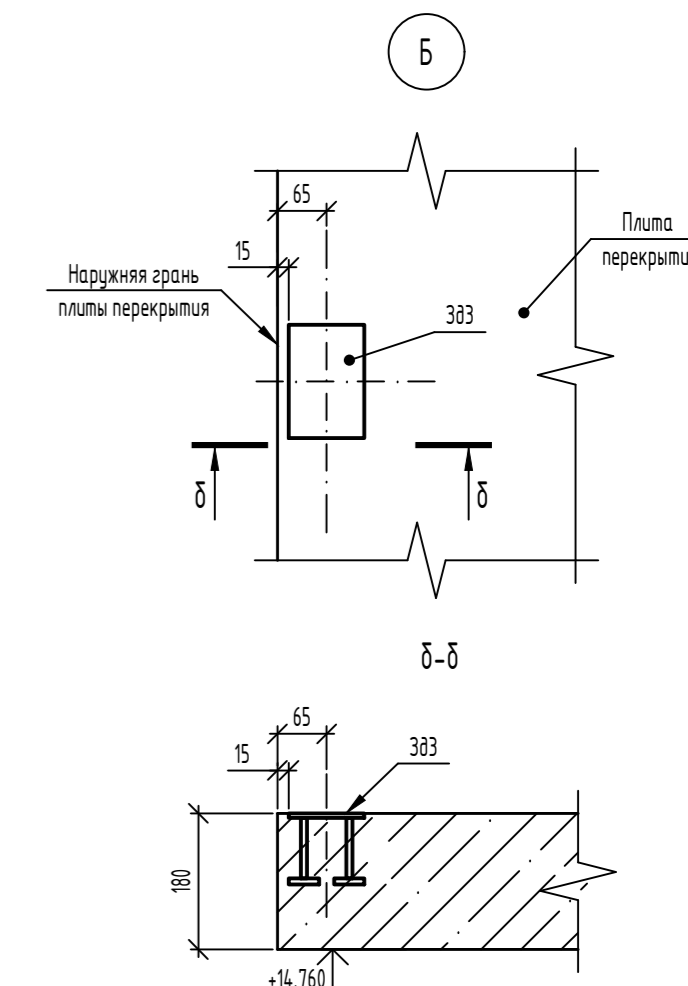 Б
65
15
Наружняя грань
плиты перекрытия
Плита
перекрыти
Зд3
б
б
б-б
65
15
Зд3
180
+14.760